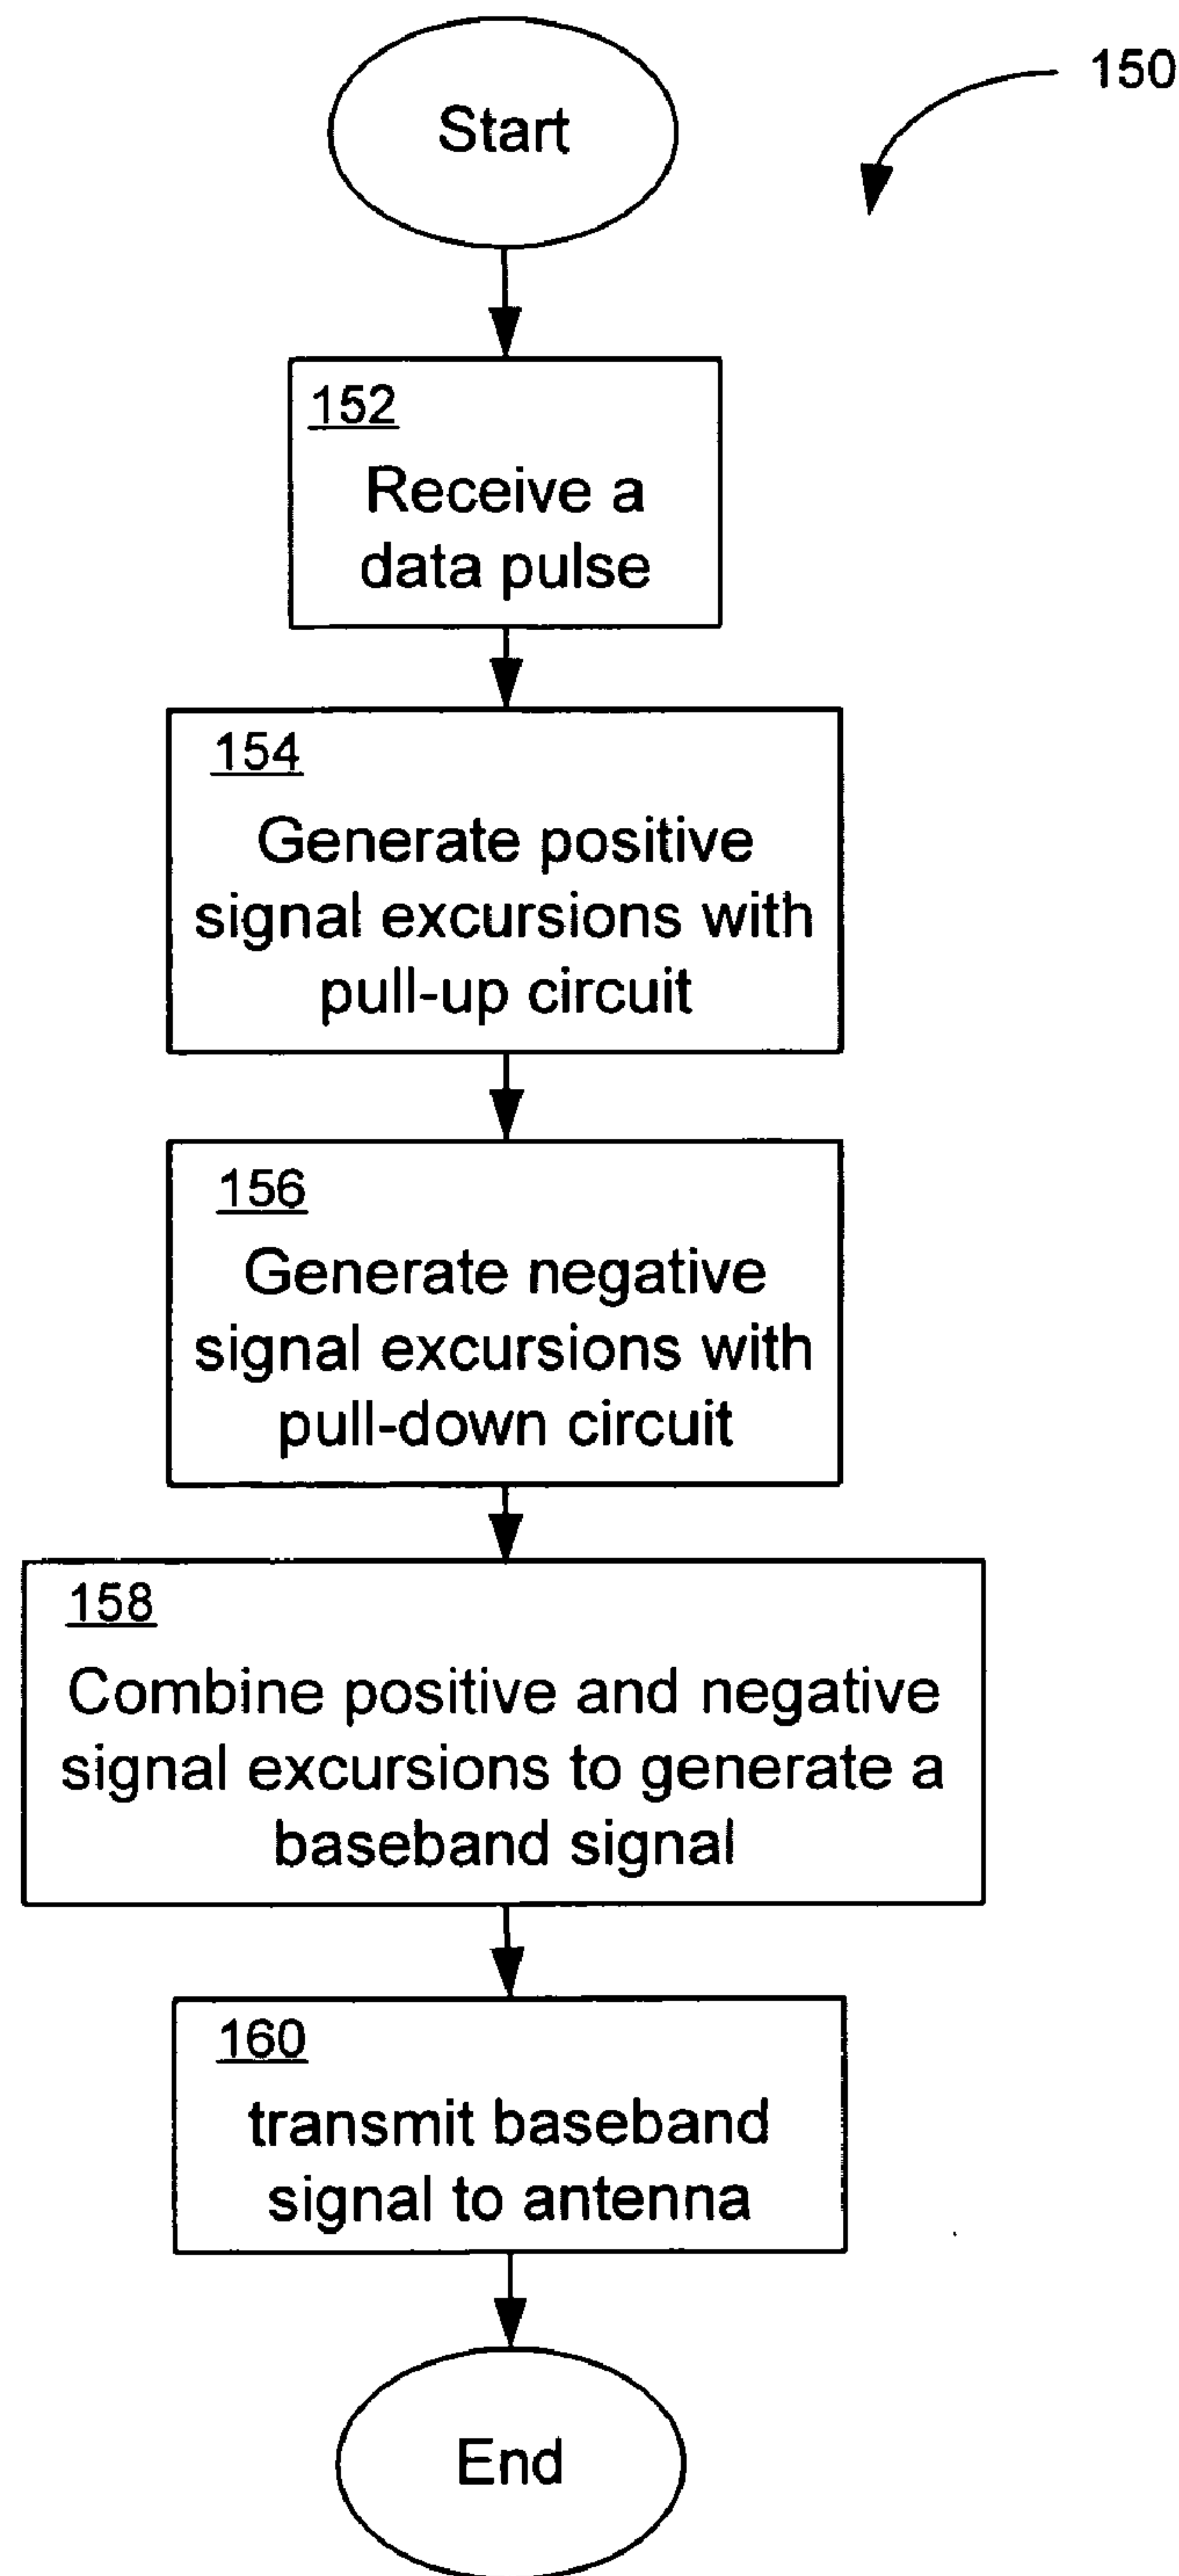 Start
150
152
Receive a
data pulse
154
Generate positive
signal excursions with
pull-up circuit
156
Generate negative
signal excursions with
pull-down circuit
158
Combine positive and negative
signal excursions to generate a
baseband signal
160
transmit baseband
signal to antenna
End